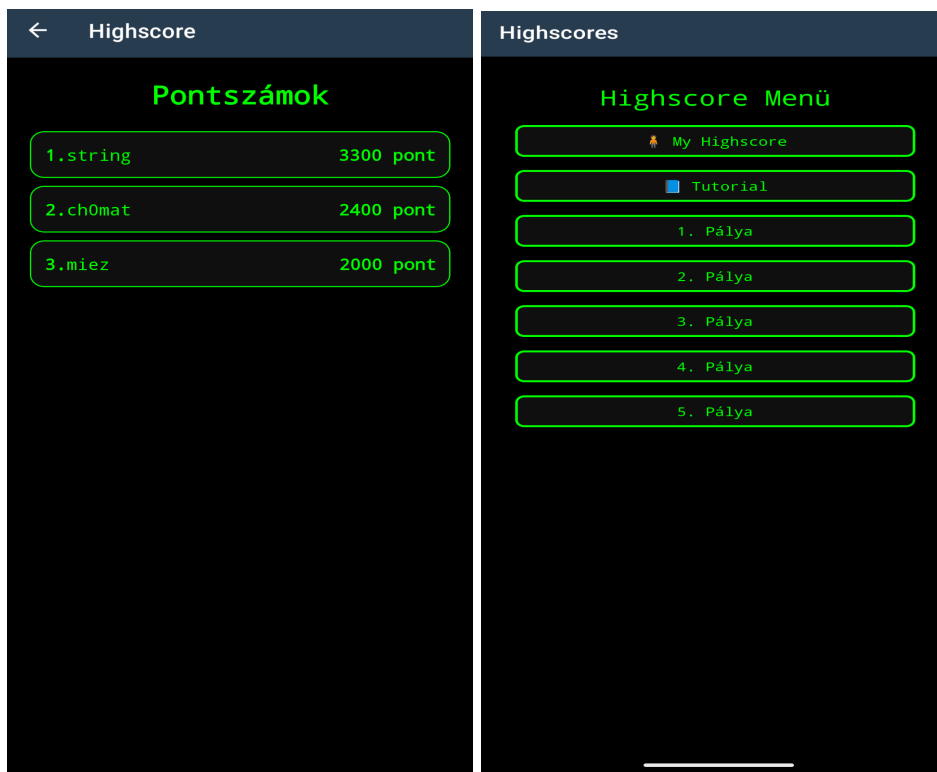 Highscore
Pontszámok
1.string 3300 pont
2.ch0mat 2400 pont
3.miez 2000 pont
Highscores
Highscore Menü
My Highscore
Tutorial
1. Pálya
2. Pálya
3. Pálya
4. Pálya
5. Pálya